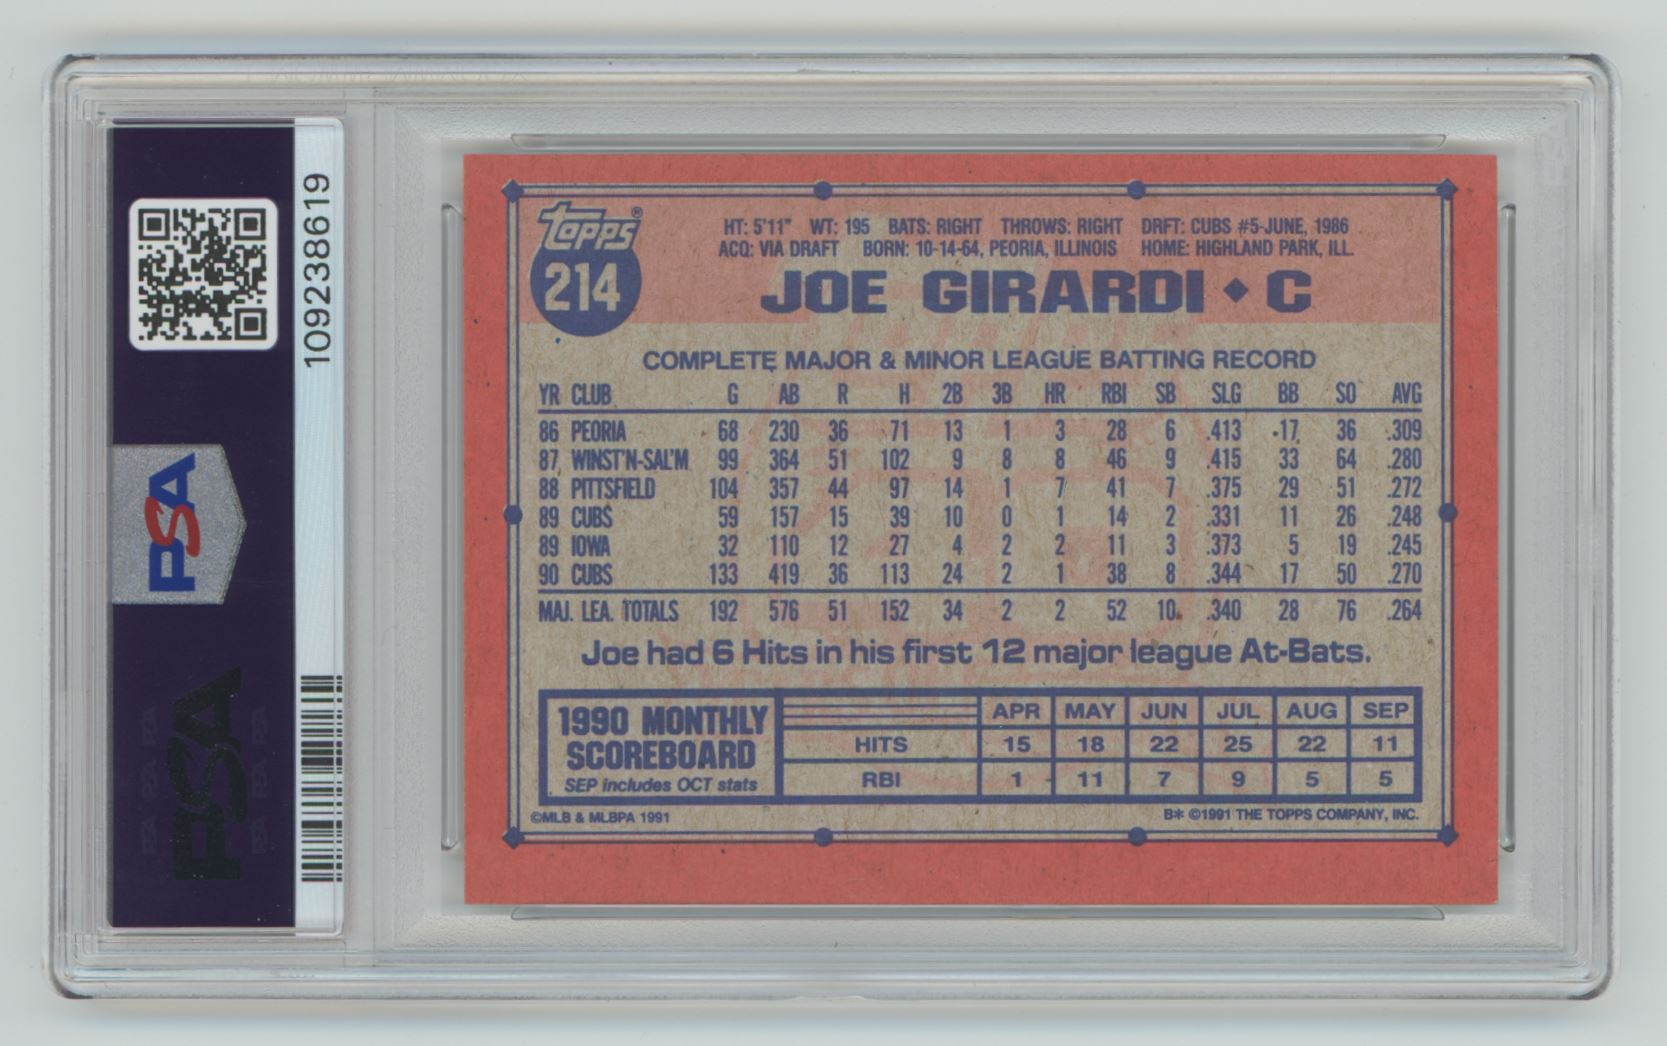 109238619
PSA
PSA
Topps®
214
HT: 5'11" WT: 195 BATS: RIGHT THROWS: RIGHT DRFT: CUBS #5-JUNE, 1986
ACQ: VIA DRAFT BORN: 10-14-64, PEORIA, ILLINOIS HOME: HIGHLAND PARK, ILL.
JOE GIRARDI ◆ C
COMPLETE MAJOR & MINOR LEAGUE BATTING RECORD
YR CLUB G AB R H 2B 3B HR RBI SB SLG BB SO AVG
86 PEORIA 68 230 36 71 13 1 3 28 6 .413 17 36 .309
87 WINST'N-SAL'M 99 364 51 102 9 8 8 46 9 .415 33 64 .280
88 PITTSFIELD 104 357 44 97 14 1 7 41 7 .375 29 51 .272
89 CUBS 59 157 15 39 10 0 1 14 2 .331 11 26 .248
89 IOWA 32 110 12 27 4 2 2 11 3 .373 5 19 .245
90 CUBS 133 419 36 113 24 2 1 38 8 .344 17 50 .270
MAJ. LEA. TOTALS 192 576 51 152 34 2 2 52 10 .340 28 76 .264
Joe had 6 Hits in his first 12 major league At-Bats.
1990 MONTHLY
SCOREBOARD
SEP includes OCT stats
APR MAY JUN JUL AUG SEP
HITS 15 18 22 25 22 11
RBI 1 11 7 9 5 5
©MLB & MLBPA 1991
B* ©1991 THE TOPPS COMPANY, INC.